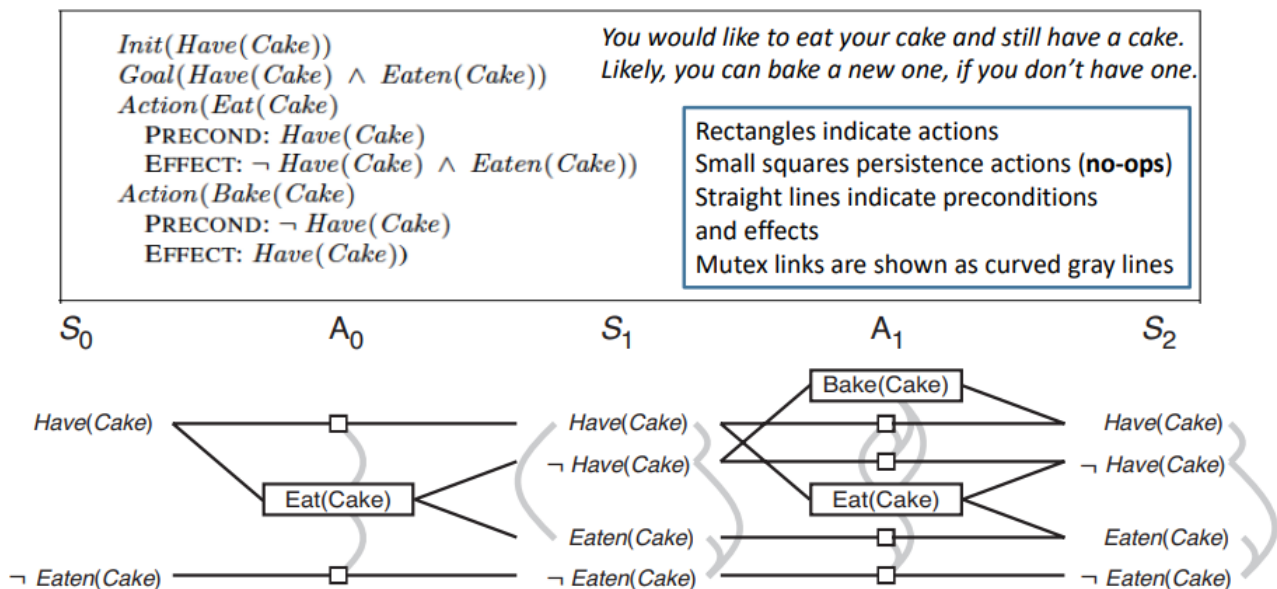 Init(Have(Cake))
Goal(Have(Cake) ∧ Eaten(Cake))
Action(Eat(Cake)
PRECOND: Have(Cake)
EFFECT: ¬ Have(Cake) ∧ Eaten(Cake))
Action(Bake(Cake)
PRECOND: ¬ Have(Cake)
EFFECT: Have(Cake))
You would like to eat your cake and still have a cake.
Likely, you can bake a new one, if you don't have one.
Rectangles indicate actions
Small squares persistence actions (no-ops)
Straight lines indicate preconditions
and effects
Mutex links are shown as curved gray lines
S0 A0 S1 A1 S2
Bake(Cake)
Have(Cake) Have(Cake) Have(Cake)
¬ Have(Cake) ¬ Have(Cake)
Eat(Cake) Eat(Cake)
Eaten(Cake) Eaten(Cake)
¬ Eaten(Cake) ¬ Eaten(Cake) ¬ Eaten(Cake)